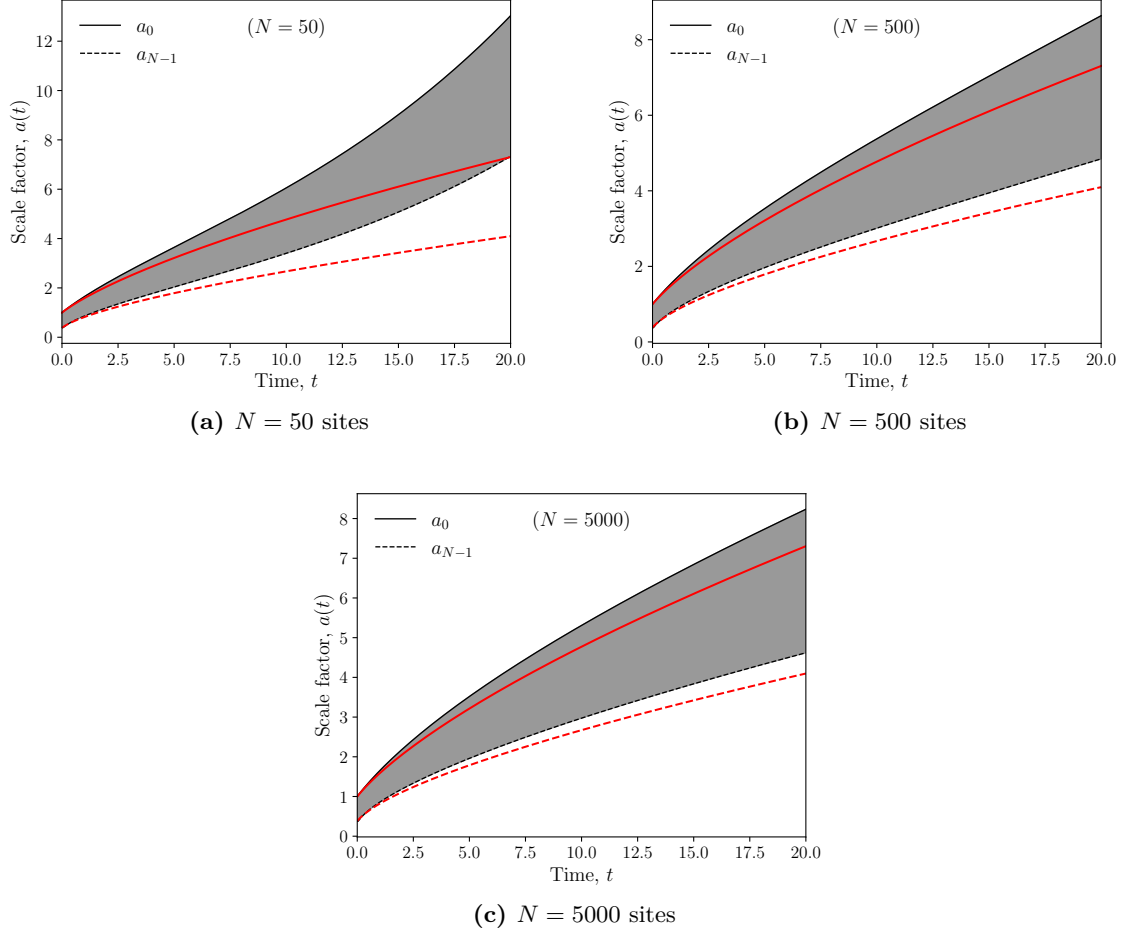 a_0 (N = 50)
a_{N−1}
Scale factor, a(t)
12
10
8
6
4
2
0
0.0 2.5 5.0 7.5 10.0 12.5 15.0 17.5 20.0
Time, t
(a) N = 50 sites
a_0 (N = 500)
a_{N−1}
Scale factor, a(t)
8
6
4
2
0
0.0 2.5 5.0 7.5 10.0 12.5 15.0 17.5 20.0
Time, t
(b) N = 500 sites
a_0 (N = 5000)
a_{N−1}
Scale factor, a(t)
8
7
6
5
4
3
2
1
0
0.0 2.5 5.0 7.5 10.0 12.5 15.0 17.5 20.0
Time, t
(c) N = 5000 sites